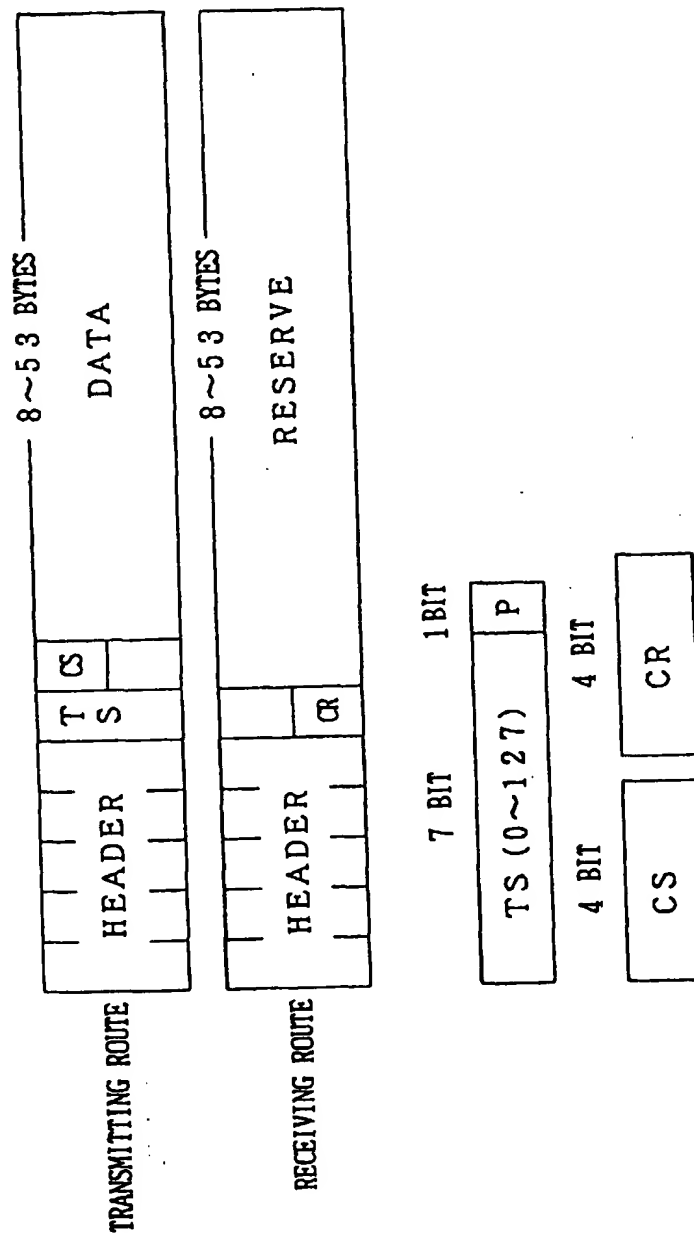 8~53 BYTES
TRANSMITTING ROUTE
HEADER
T S
CS
DATA
8~53 BYTES
RECEIVING ROUTE
HEADER
CR
RESERVE
7 BIT
1 BIT
TS (0~127)
P
4 BIT
4 BIT
CS
CR